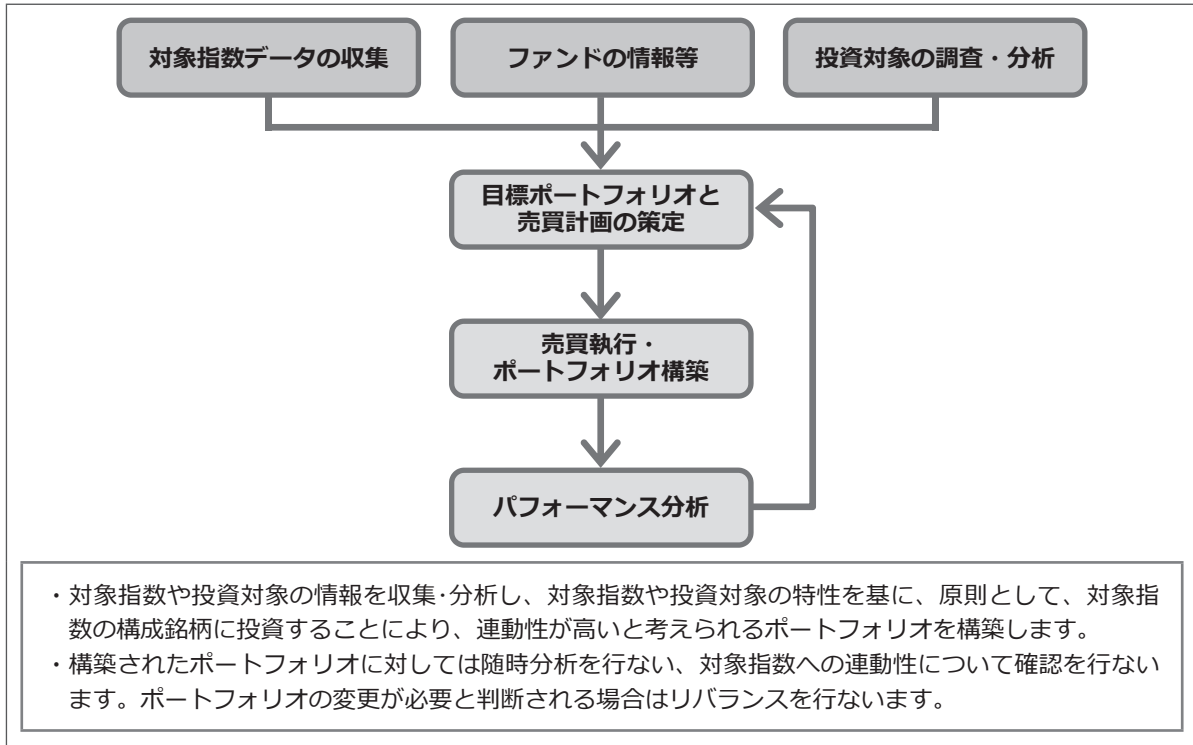 対象指数データの収集
ファンドの情報等
投資対象の調査・分析
目標ポートフォリオと
売買計画の策定
売買執行・
ポートフォリオ構築
パフォーマンス分析
・対象指数や投資対象の情報を収集・分析し、対象指数や投資対象の特性を基に、原則として、対象指
数の構成銘柄に投資することにより、連動性が高いと考えられるポートフォリオを構築します。
・構築されたポートフォリオに対しては随時分析を行ない、対象指数への連動性について確認を行ない
ます。ポートフォリオの変更が必要と判断される場合はリバランスを行ないます。